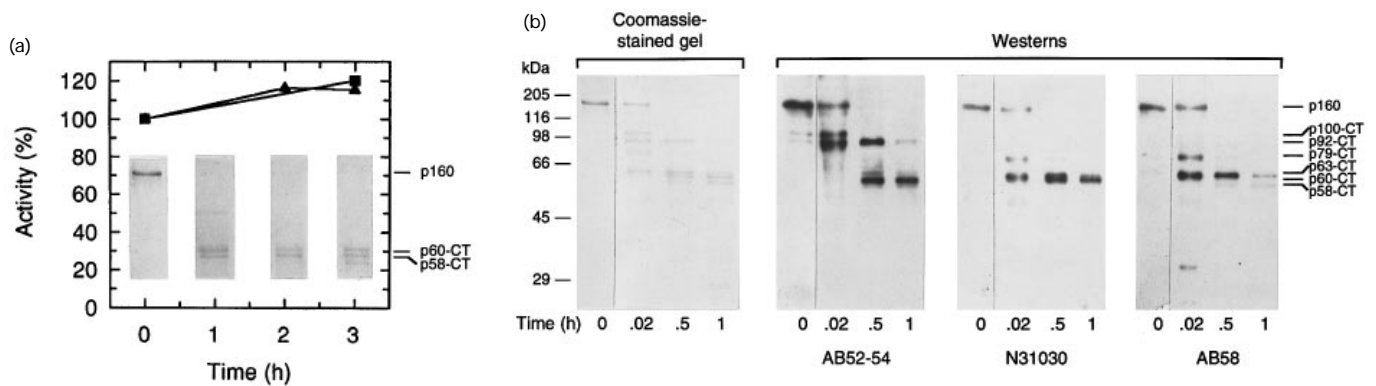 (a)
Activity (%)
120
100
80
60
40
20
0
p160
p60-CT
p58-CT
0 1 2 3
Time (h)
(b)
Coomassie-
stained gel
Westerns
kDa
205
116
98
66
45
29
p160
p100-CT
p92-CT
p79-CT
p63-CT
p60-CT
p58-CT
Time (h) 0 .02 .5 1 0 .02 .5 1 0 .02 .5 1 0 .02 .5 1
AB52-54 N31030 AB58